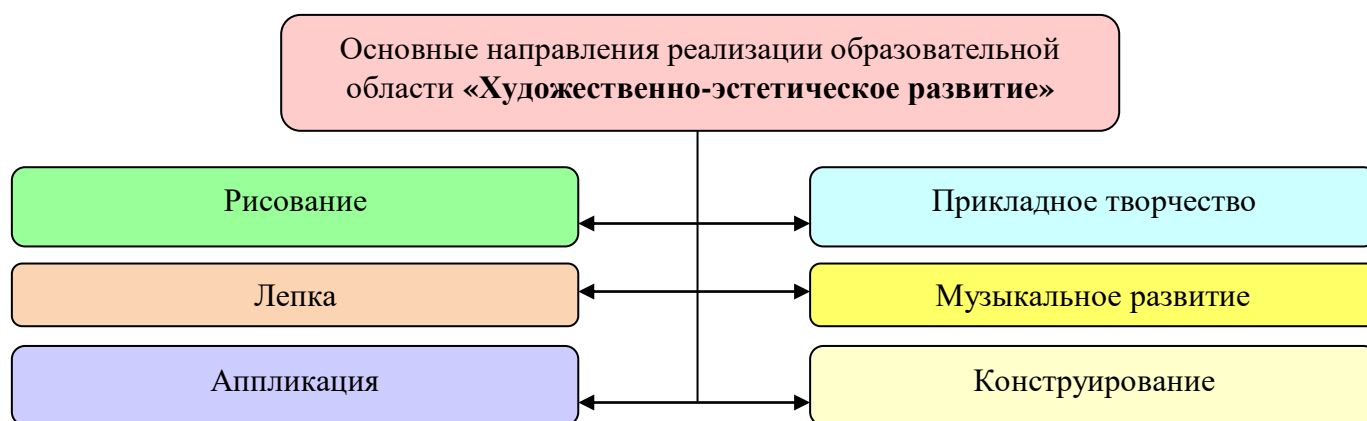 Основные направления реализации образовательной
области «Художественно-эстетическое развитие»
Рисование
Прикладное творчество
Лепка
Музыкальное развитие
Аппликация
Конструирование